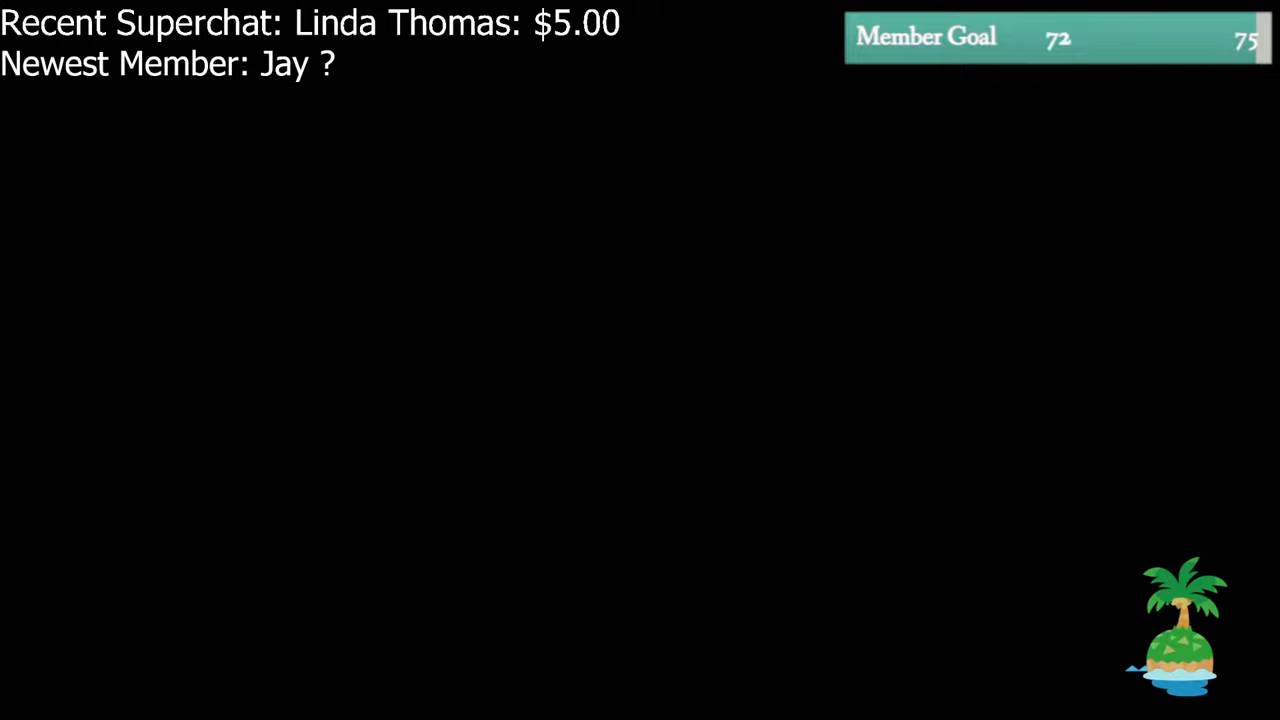 Recent Superchat: Linda Thomas: $5.00
Newest Member: Jay ?
Member Goal 72 75